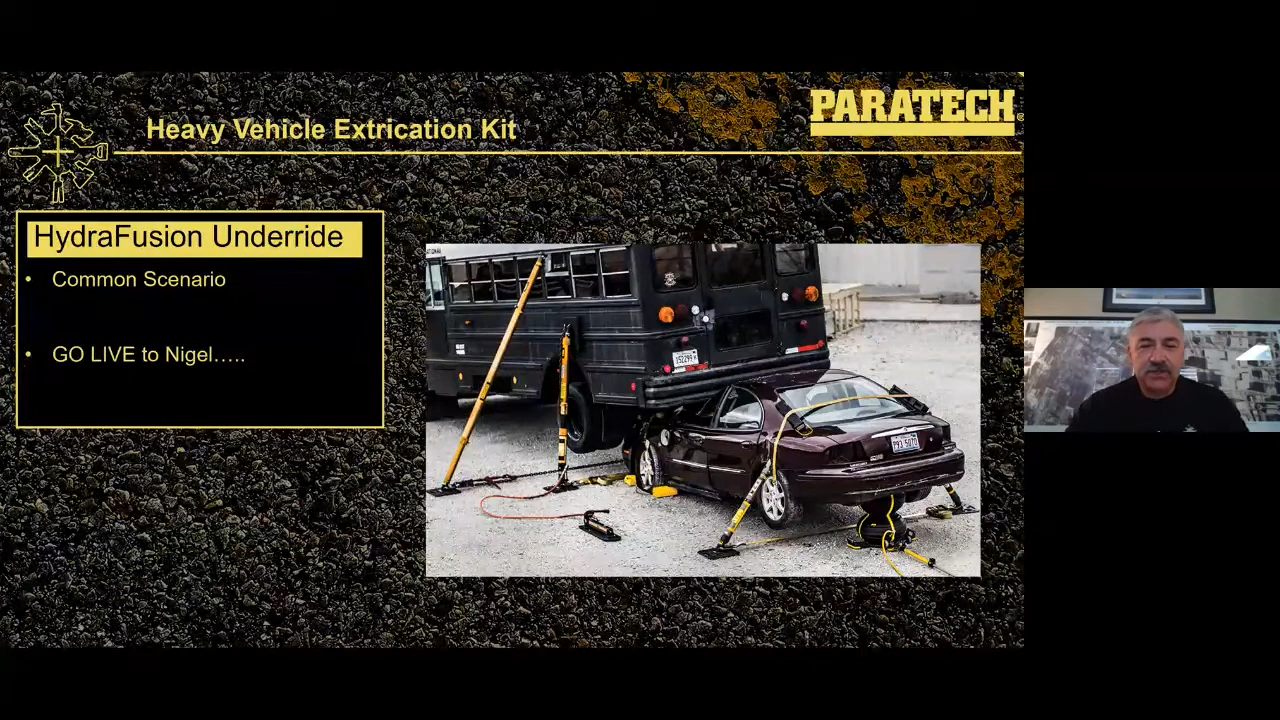 Heavy Vehicle Extrication Kit
PARATECH®
HydraFusion Underride
• Common Scenario
• GO LIVE to Nigel…..